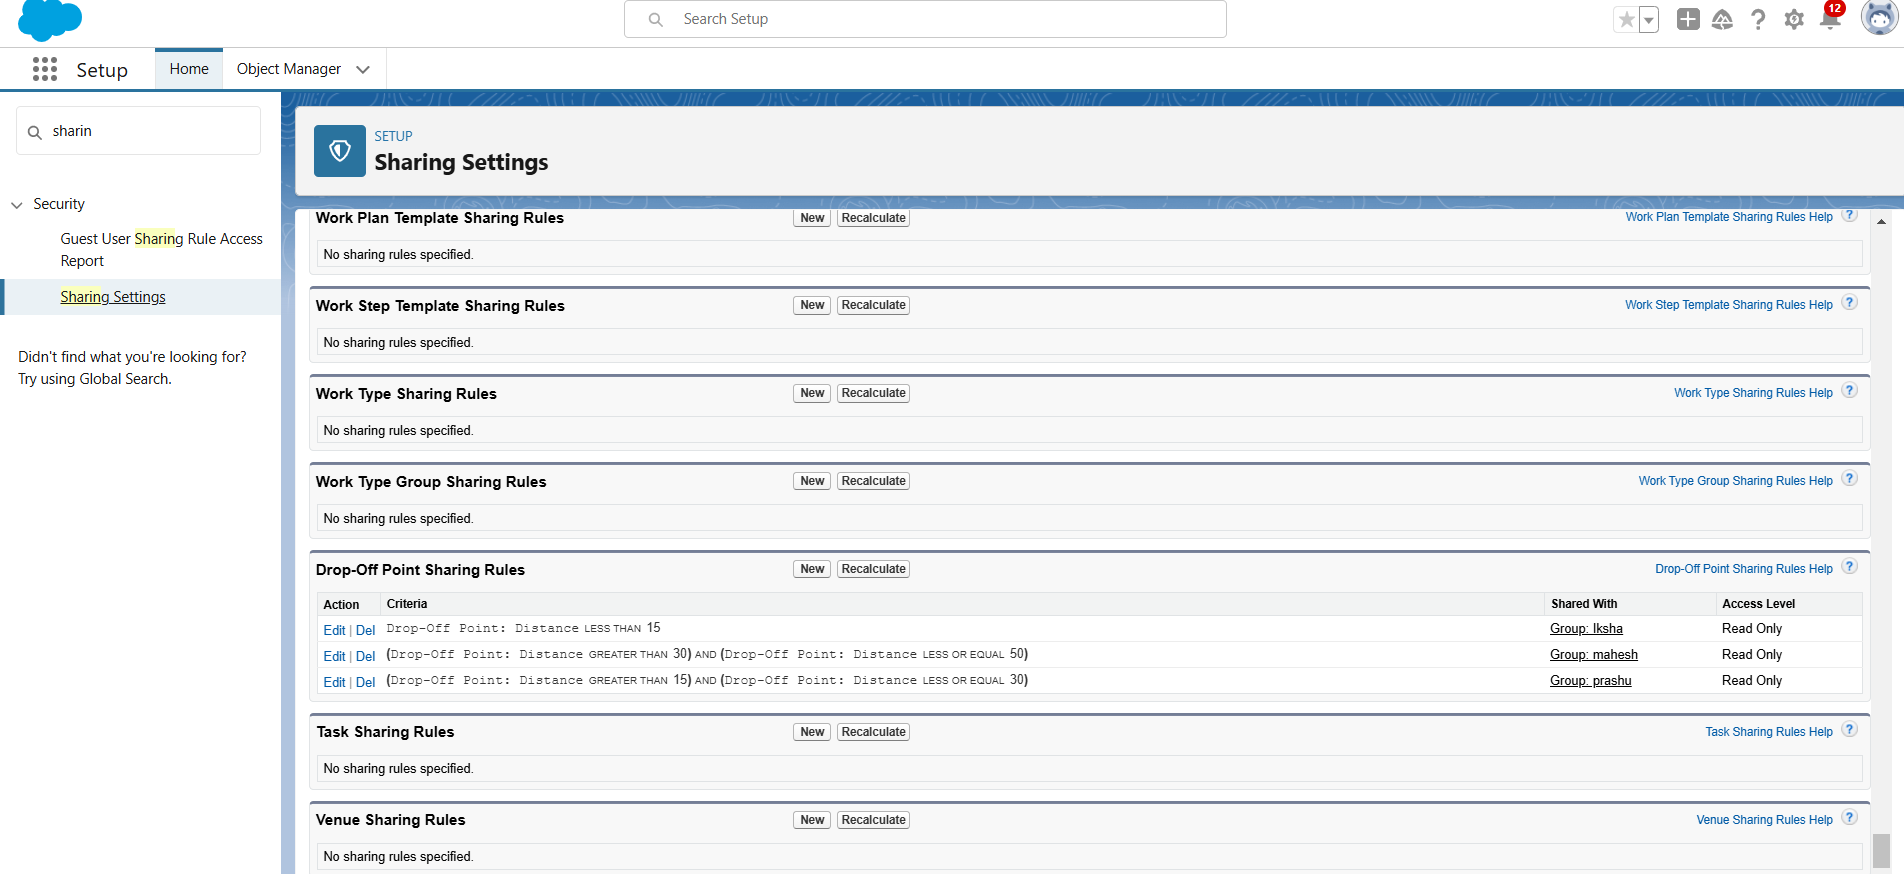 Search Setup
12
Setup
Home
Object Manager
sharin
Security
Guest User Sharing Rule Access
Report
Sharing Settings
Didn't find what you're looking for?
Try using Global Search.
SETUP
Sharing Settings
Work Plan Template Sharing Rules New Recalculate Work Plan Template Sharing Rules Help ?
No sharing rules specified.
Work Step Template Sharing Rules New Recalculate Work Step Template Sharing Rules Help ?
No sharing rules specified.
Work Type Sharing Rules New Recalculate Work Type Sharing Rules Help ?
No sharing rules specified.
Work Type Group Sharing Rules New Recalculate Work Type Group Sharing Rules Help ?
No sharing rules specified.
Drop-Off Point Sharing Rules New Recalculate Drop-Off Point Sharing Rules Help ?
Action Criteria Shared With Access Level
Edit | Del Drop-Off Point: Distance LESS THAN 15 Group: Iksha Read Only
Edit | Del (Drop-Off Point: Distance GREATER THAN 30) AND (Drop-Off Point: Distance LESS OR EQUAL 50) Group: mahesh Read Only
Edit | Del (Drop-Off Point: Distance GREATER THAN 15) AND (Drop-Off Point: Distance LESS OR EQUAL 30) Group: prashu Read Only
Task Sharing Rules New Recalculate Task Sharing Rules Help ?
No sharing rules specified.
Venue Sharing Rules New Recalculate Venue Sharing Rules Help ?
No sharing rules specified.